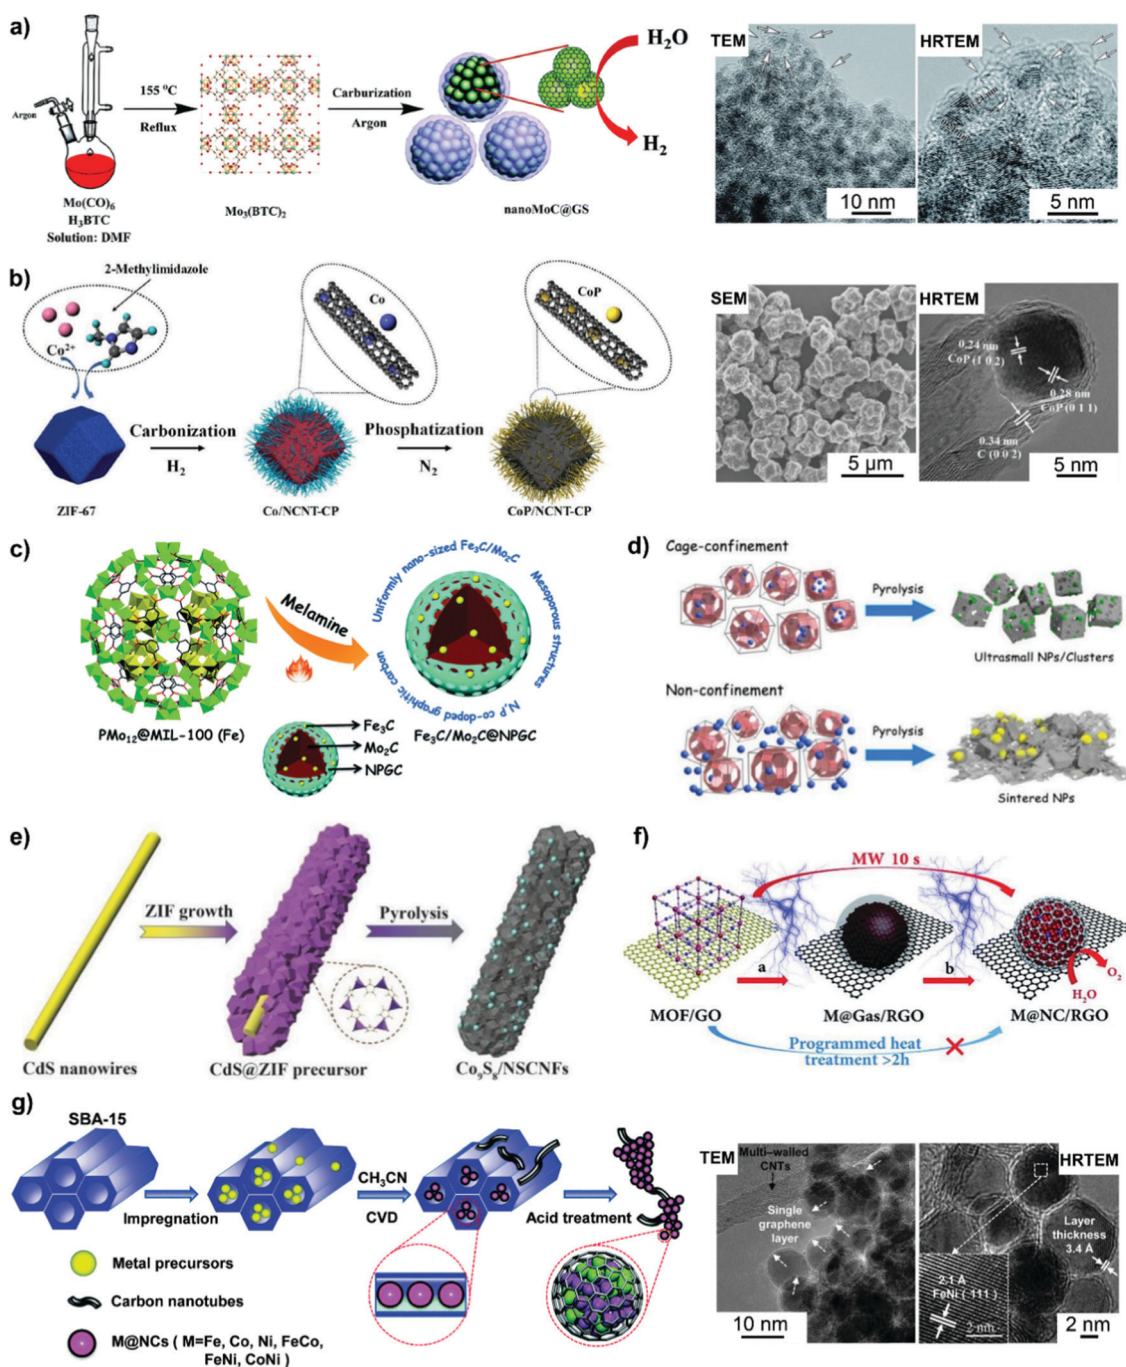 a)
Argon
Mo(CO)₆
H₃BTC
Solution: DMF
155 °C
Reflux
Mo₃(BTC)₂
Carburization
Argon
H₂O
H₂
nanoMoC@GS
TEM
10 nm
HRTEM
5 nm
b)
2-Methylimidazole
Co²⁺
ZIF-67
Carbonization
H₂
Co
Co/NCNT-CP
Phosphatization
N₂
CoP
CoP/NCNT-CP
SEM
5 µm
HRTEM
0.24 nm
CoP (1 0 2)
0.28 nm
CoP (0 1 1)
0.34 nm
C (0 0 2)
5 nm
c)
PMo₁₂@MIL-100 (Fe)
Melamine
Uniformly nano-sized Fe₃C/Mo₂C
Mesoporous structures
N,P co-doped graphitic carbon
Fe₃C/Mo₂C@NPGC
Fe₃C
Mo₂C
NPGC
d)
Cage-confinement
Pyrolysis
Ultrasmall NPs/Clusters
Non-confinement
Pyrolysis
Sintered NPs
e)
CdS nanowires
ZIF growth
CdS@ZIF precursor
Pyrolysis
Co₉S₈/NSCNFs
f)
MW 10 s
MOF/GO
a
M@Gas/RGO
b
M@NC/RGO
O₂
H₂O
Programmed heat
treatment >2h
g)
SBA-15
Impregnation
CH₃CN
CVD
Acid treatment
Metal precursors
Carbon nanotubes
M@NCs ( M=Fe, Co, Ni, FeCo,
FeNi, CoNi )
TEM
Multi-walled
CNTs
Single
graphene
layer
10 nm
HRTEM
Layer
thickness
3.4 Å
2.1 Å
FeNi ( 111 )
2 nm
2 nm